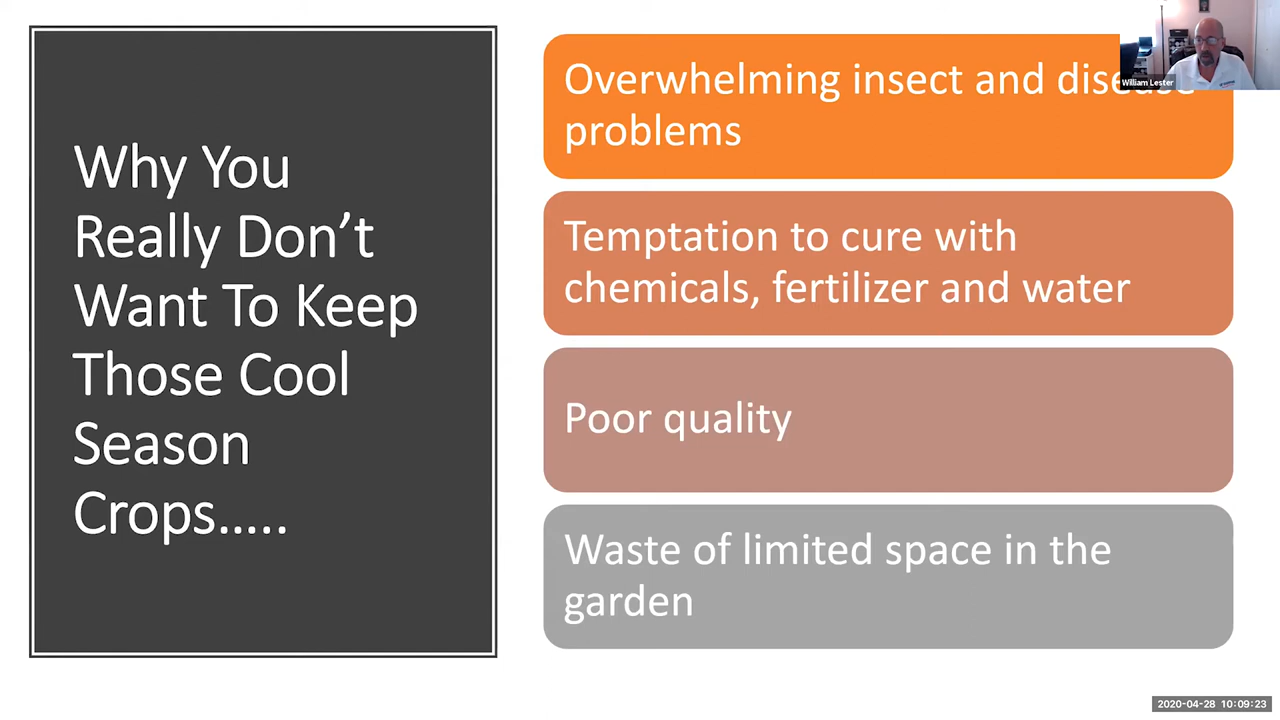 Why You
Really Don’t
Want To Keep
Those Cool
Season
Crops…..
Overwhelming insect and disease
problems
Temptation to cure with
chemicals, fertilizer and water
Poor quality
Waste of limited space in the
garden
William Lester
2020-04-28 10:09:23